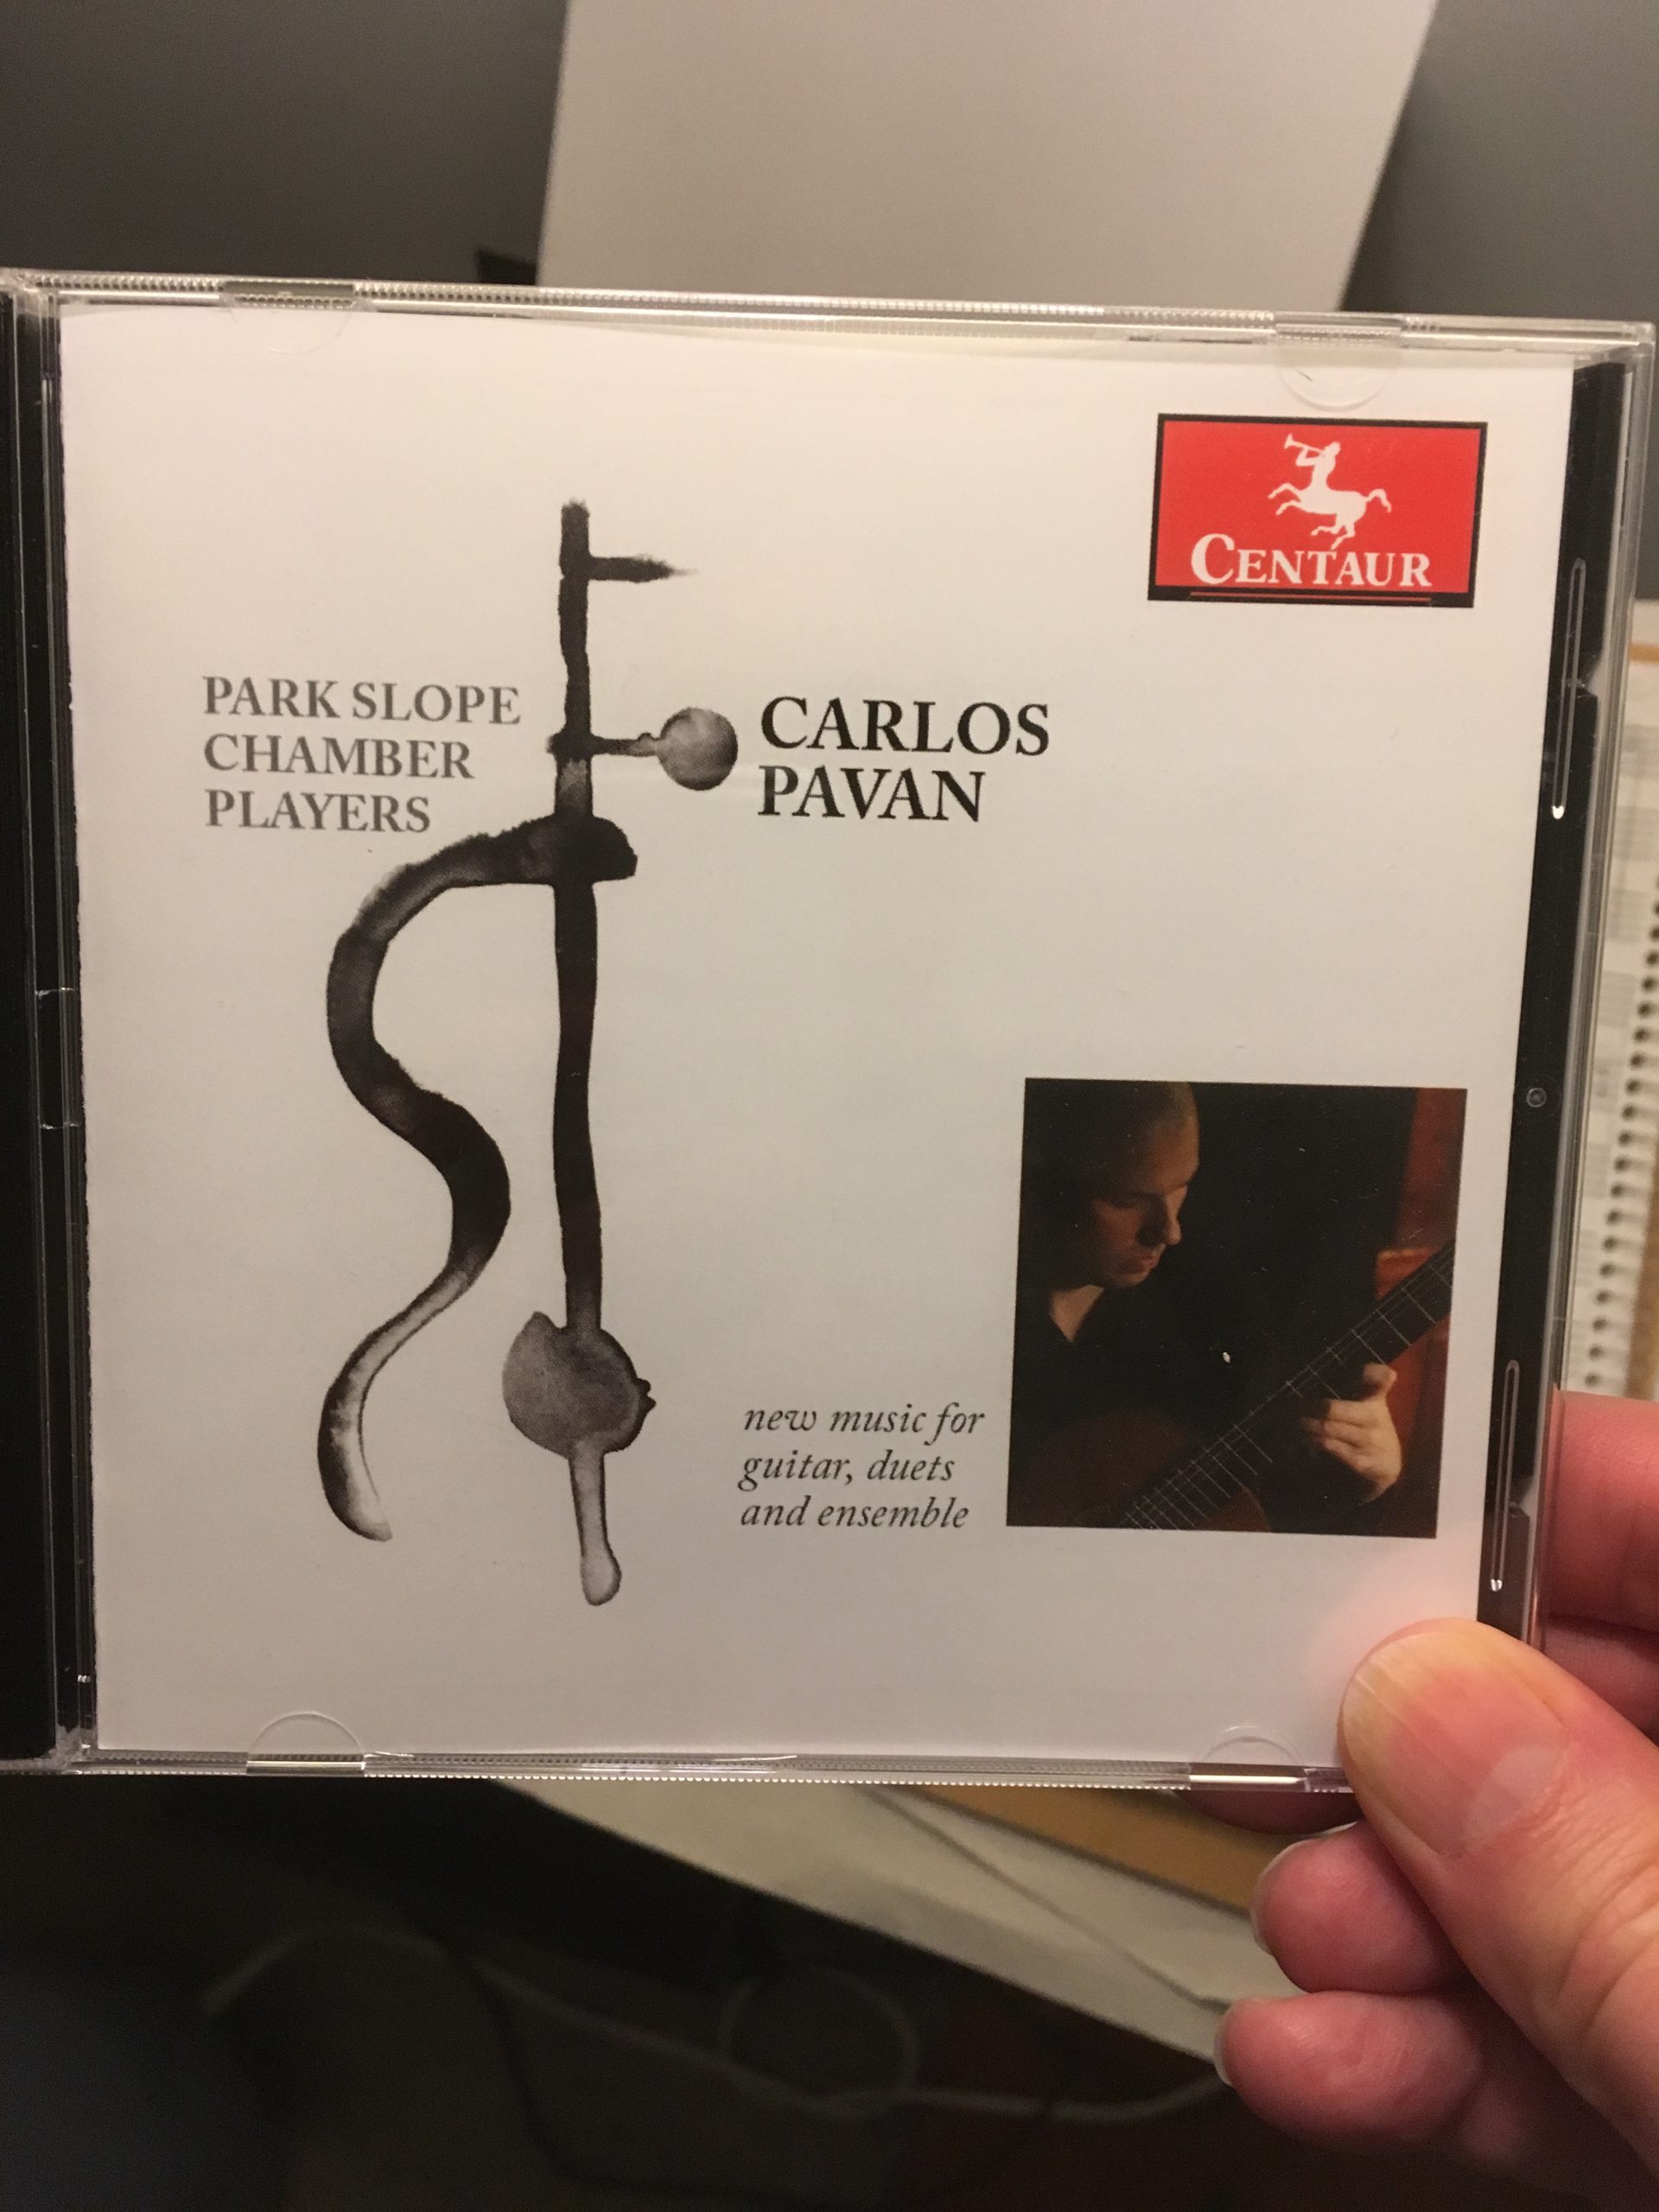 CENTAUR
PARK SLOPE
CHAMBER
PLAYERS
CARLOS
PAVAN
new music for
guitar, duets
and ensemble